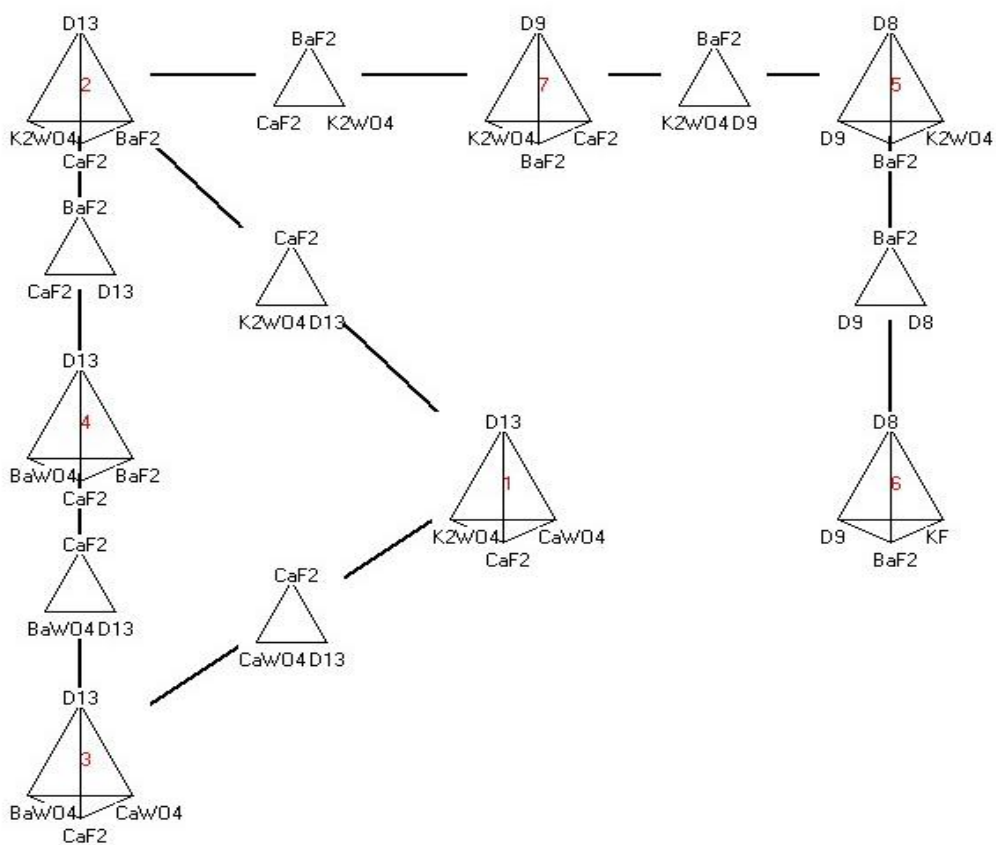 D13
D9
D8
BaF2
BaF2
2
7
5
CaF2 K2WO4
K2WO4 D9
K2WO4 BaF2
CaF2
K2WO4 CaF2
BaF2
D9 K2WO4
BaF2
BaF2
CaF2 D13
CaF2
K2WO4 D13
BaF2
D9 D8
D13
4
BaWO4 BaF2
CaF2
D13
1
K2WO4 CaWO4
CaF2
D8
6
D9 KF
BaF2
CaF2
BaWO4 D13
CaF2
CaWO4 D13
D13
3
BaWO4 CaWO4
CaF2